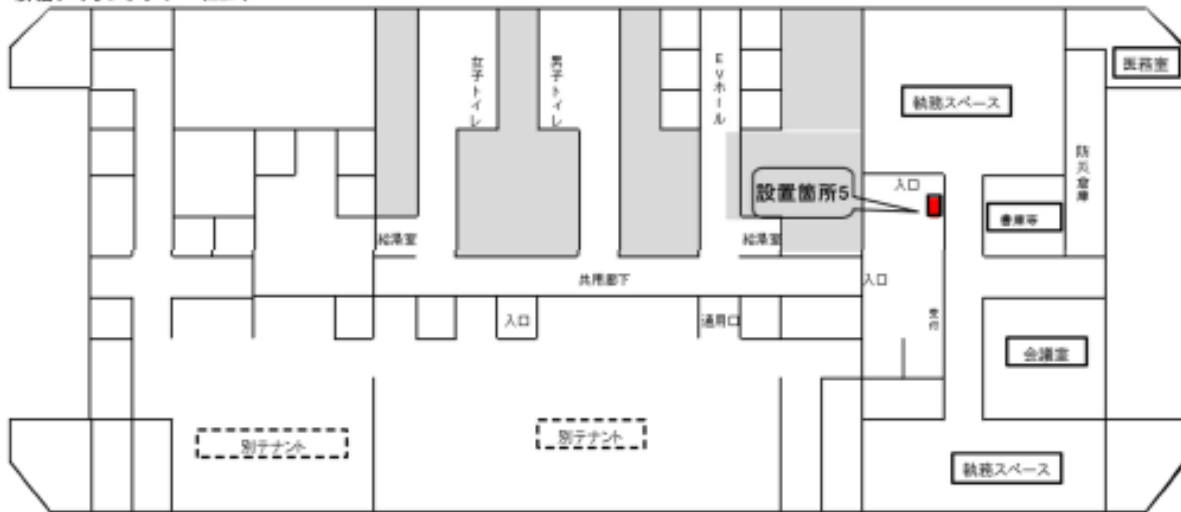 女子トイレ
男子トイレ
EVホール
医務室
執務スペース
防災倉庫
入口
設置箇所5
書庫等
給湯室
給湯室
共用廊下
入口
入口
通用口
受付
会議室
別テナント
別テナント
執務スペース